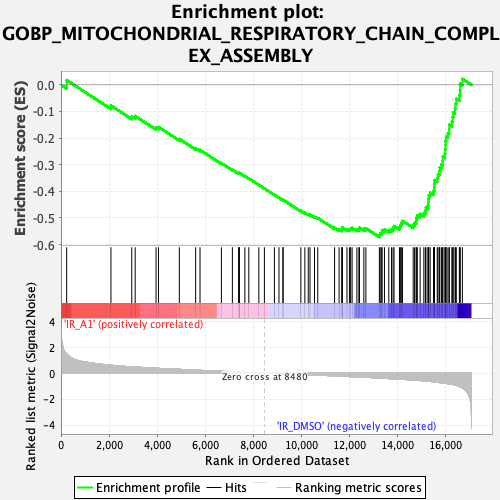 Enrichment plot:
GOBP_MITOCHONDRIAL_RESPIRATORY_CHAIN_COMPL
EX_ASSEMBLY
Enrichment score (ES)
0.0
-0.1
-0.2
-0.3
-0.4
-0.5
-0.6
Ranked list metric (Signal2Noise)
'IR_A1' (positively correlated)
4
2
0
-2
-4
Zero cross at 8480
'IR_DMSO' (negatively correlated)
0
2,000
4,000
6,000
8,000
10,000
12,000
14,000
16,000
Rank in Ordered Dataset
Enrichment profile
Hits
Ranking metric scores